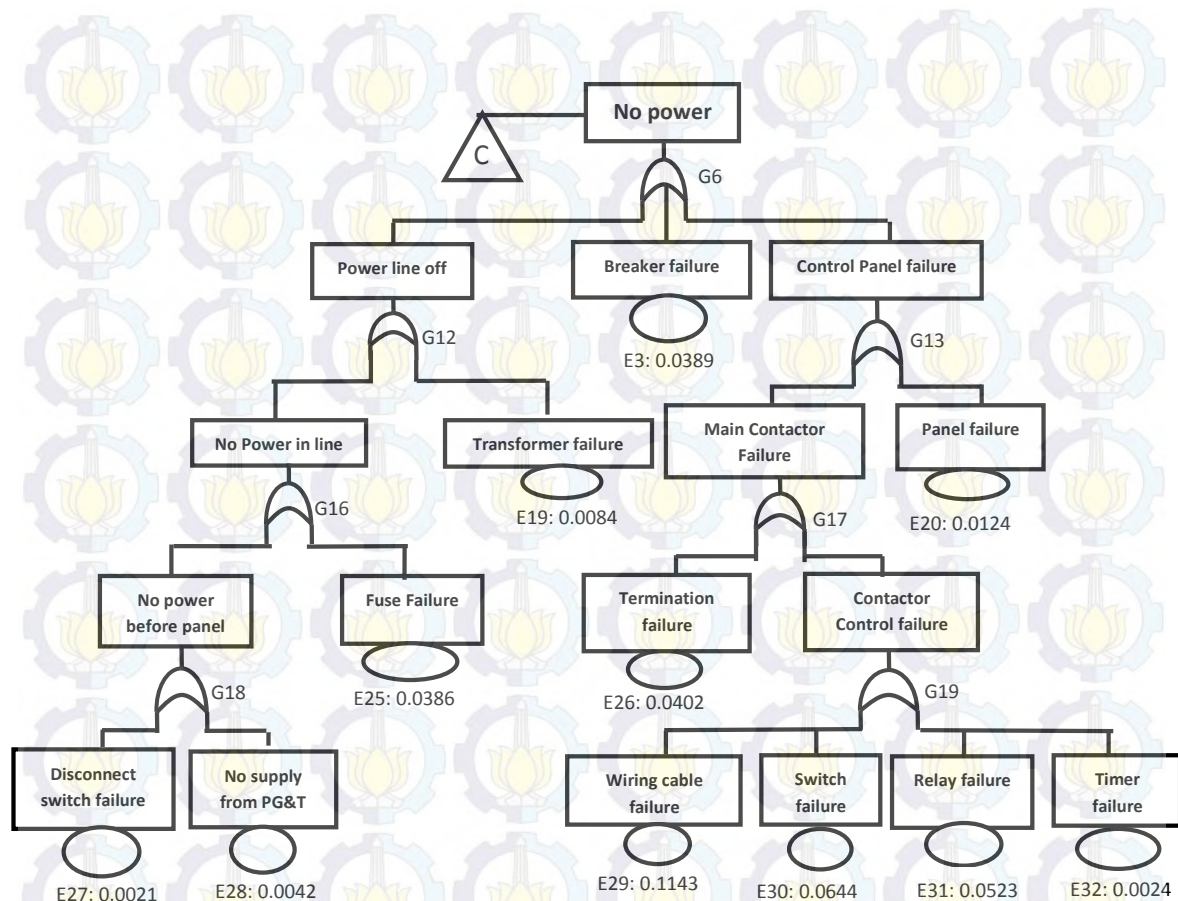 No power
C
G6
Power line off
Breaker failure
Control Panel failure
G12
G13
E3: 0.0389
No Power in line
Transformer failure
Main Contactor
Failure
Panel failure
G16
E19: 0.0084
G17
E20: 0.0124
No power
before panel
Fuse Failure
Termination
failure
Contactor
Control failure
G18
E25: 0.0386
E26: 0.0402
G19
Disconnect
switch failure
No supply
from PG&T
Wiring cable
failure
Switch
failure
Relay failure
Timer
failure
E27: 0.0021
E28: 0.0042
E29: 0.1143
E30: 0.0644
E31: 0.0523
E32: 0.0024